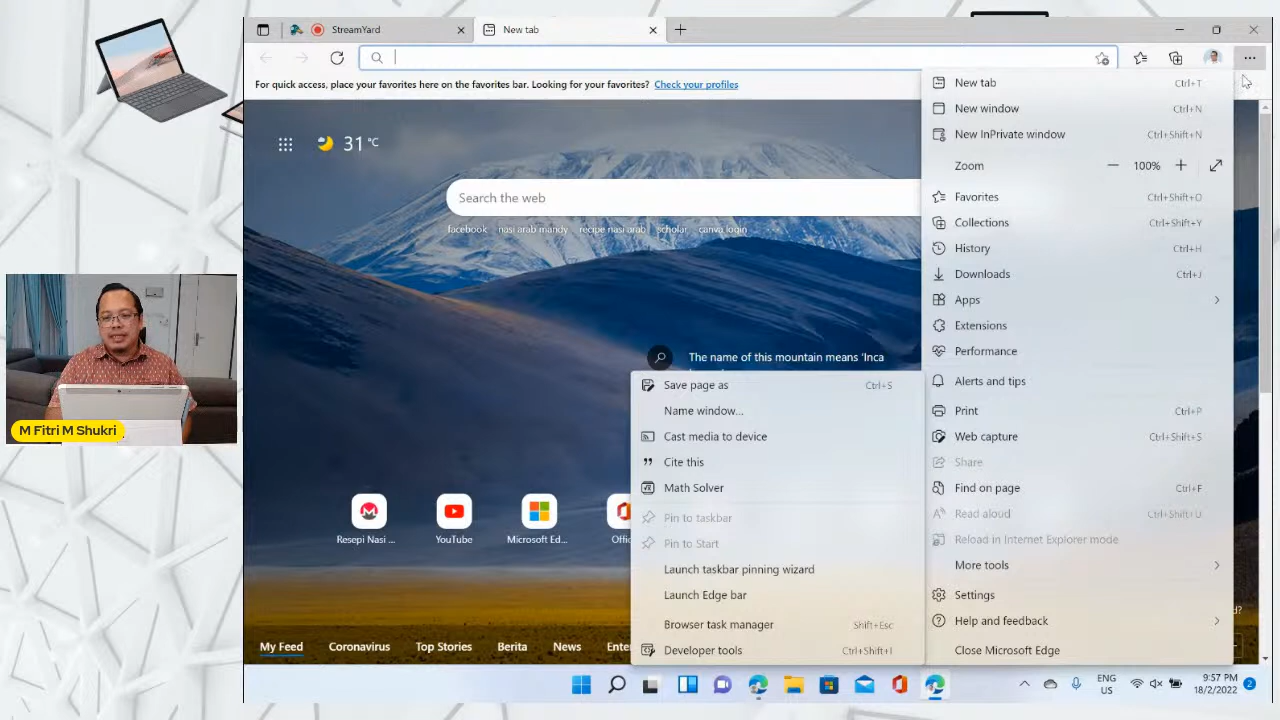 StreamYard
New tab
For quick access, place your favorites here on the favorites bar. Looking for your favorites? Check your profiles
31 °C
Search the web
facebook nasi arab mandy recipe nasi arab scholar canva login
The name of this mountain means 'Inca
Resepi Nasi ...
YouTube
Microsoft Ed...
My Feed
Coronavirus
Top Stories
Berita
News
New tab Ctrl+T
New window Ctrl+N
New InPrivate window Ctrl+Shift+N
Zoom 100%
Favorites Ctrl+Shift+O
Collections Ctrl+Shift+Y
History Ctrl+H
Downloads Ctrl+J
Apps
Extensions
Performance
Alerts and tips
Print Ctrl+P
Web capture Ctrl+Shift+S
Share
Find on page Ctrl+F
Read aloud Ctrl+Shift+U
Reload in Internet Explorer mode
More tools
Settings
Help and feedback
Close Microsoft Edge
Save page as Ctrl+S
Name window...
Cast media to device
Cite this
Math Solver
Pin to taskbar
Pin to Start
Launch taskbar pinning wizard
Launch Edge bar
Browser task manager Shift+Esc
Developer tools Ctrl+Shift+I
M Fitri M Shukri
ENG
US
9:57 PM
18/2/2022
2